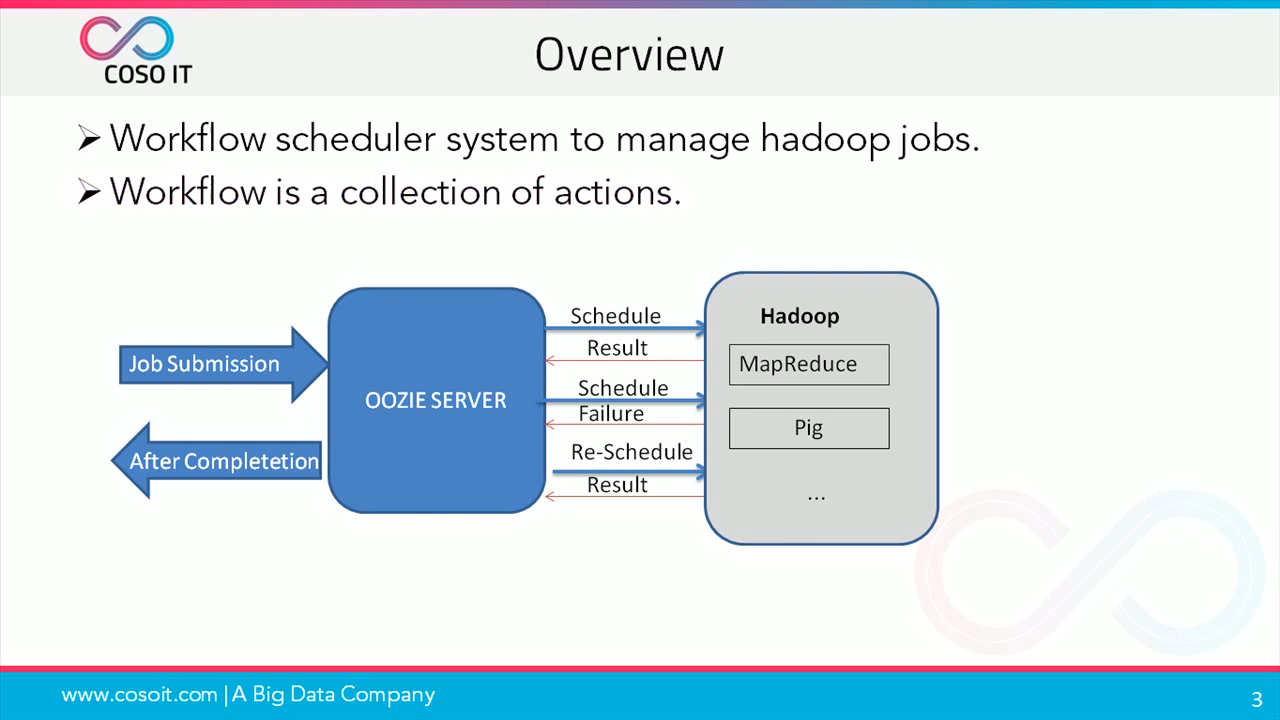 COSO IT
Overview
➢ Workflow scheduler system to manage hadoop jobs.
➢ Workflow is a collection of actions.
Job Submission
After Completetion
OOZIE SERVER
Schedule
Result
Schedule
Failure
Re-Schedule
Result
Hadoop
MapReduce
Pig
...
www.cosoit.com | A Big Data Company
3